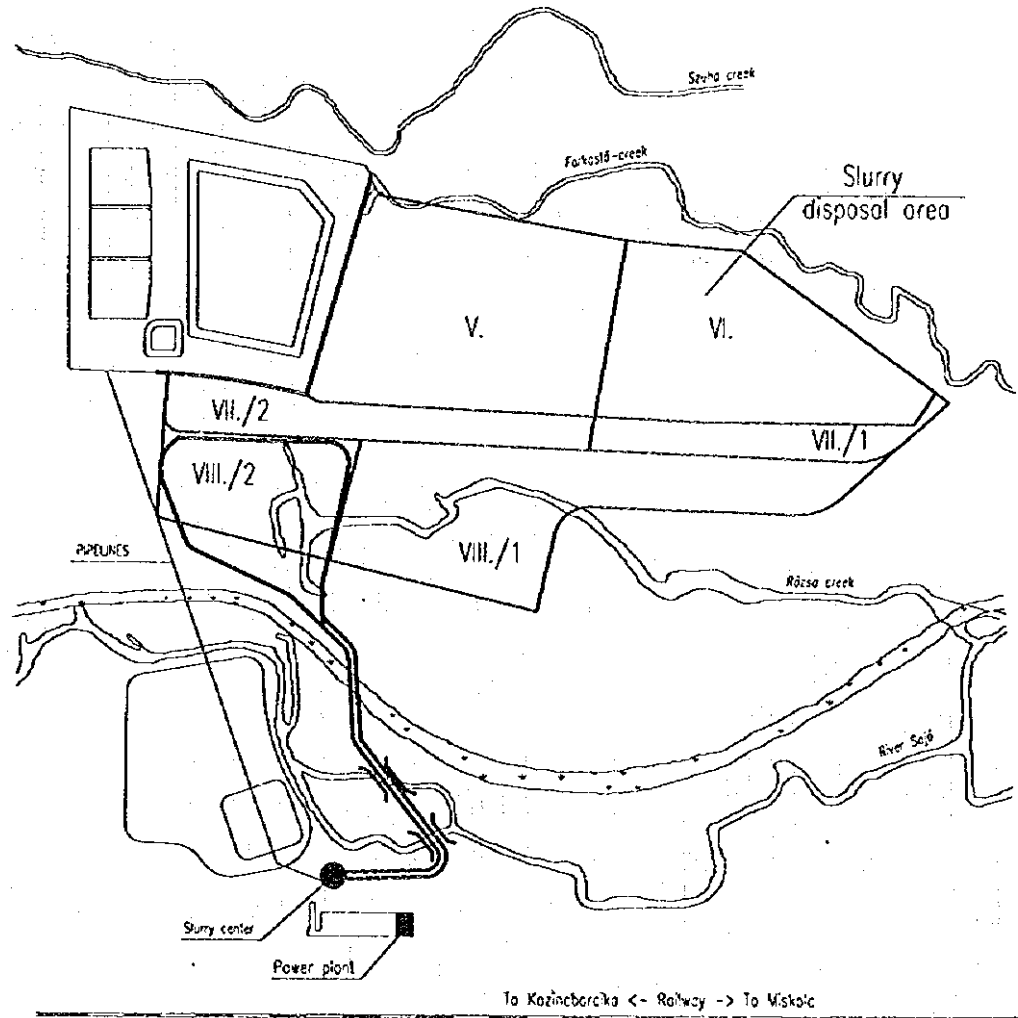 Szuha creek
Farkaslő-creek
Slurry
disposal area
V.
VI.
VII./2
VII./1
VIII./2
VIII./1
PIPELINES
Rózsa creek
River Sajó
Slurry center
Power plant
To Kazincbarcika <- Railway -> To Miskolc